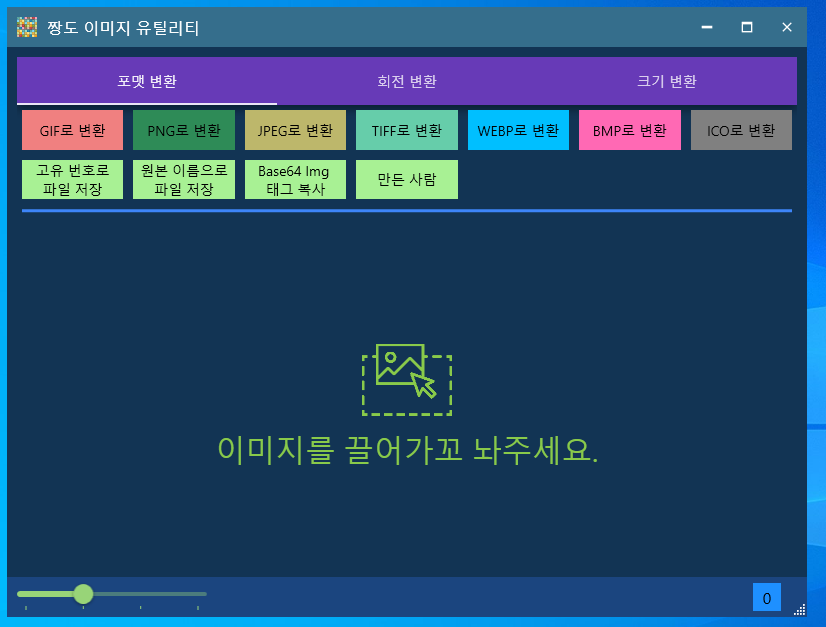 짱도 이미지 유틸리티
포맷 변환
회전 변환
크기 변환
GIF로 변환
PNG로 변환
JPEG로 변환
TIFF로 변환
WEBP로 변환
BMP로 변환
ICO로 변환
고유 번호로
파일 저장
원본 이름으로
파일 저장
Base64 Img
태그 복사
만든 사람
이미지를 끌어가꼬 놔주세요.
0